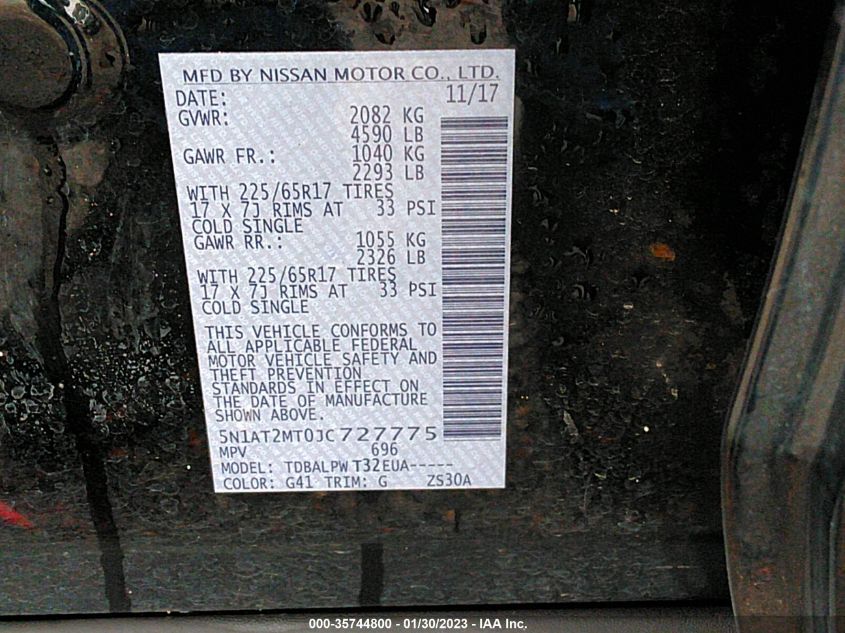 MFD BY NISSAN MOTOR CO., LTD.
DATE: 11/17
GVWR: 2082 KG
4590 LB
GAWR FR.: 1040 KG
2293 LB
WITH 225/65R17 TIRES
17 X 7J RIMS AT 33 PSI
COLD SINGLE
GAWR RR.: 1055 KG
2326 LB
WITH 225/65R17 TIRES
17 X 7J RIMS AT 33 PSI
COLD SINGLE
THIS VEHICLE CONFORMS TO
ALL APPLICABLE FEDERAL
MOTOR VEHICLE SAFETY AND
THEFT PREVENTION
STANDARDS IN EFFECT ON
THE DATE OF MANUFACTURE
SHOWN ABOVE.
5N1AT2MT0JC727775
MPV 696
MODEL: TDBALPW T32EUA-----
COLOR: G41 TRIM: G ZS30A
000-35744800 - 01/30/2023 - IAA Inc.